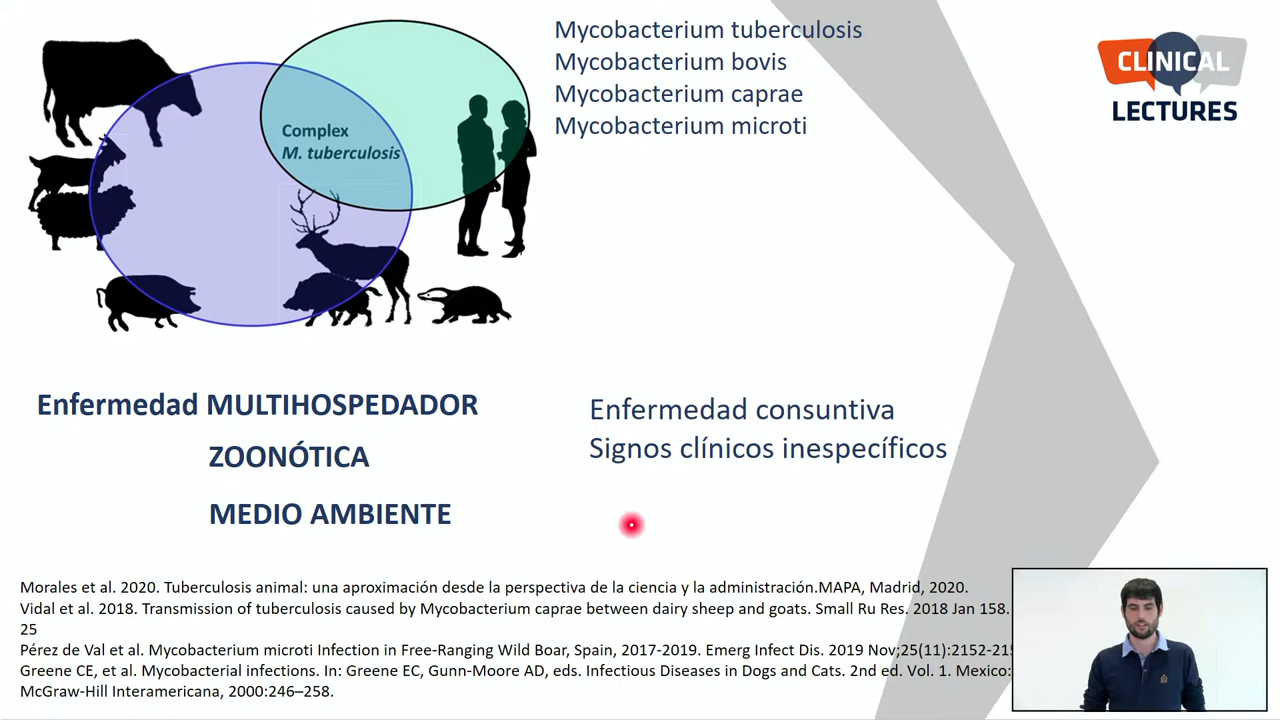 Mycobacterium tuberculosis
Mycobacterium bovis
Mycobacterium caprae
Mycobacterium microti
CLINICAL
LECTURES
Complex
M. tuberculosis
Enfermedad MULTIHOSPEDADOR
ZOONÓTICA
MEDIO AMBIENTE
Enfermedad consuntiva
Signos clínicos inespecíficos
Morales et al. 2020. Tuberculosis animal: una aproximación desde la perspectiva de la ciencia y la administración.MAPA, Madrid, 2020.
Vidal et al. 2018. Transmission of tuberculosis caused by Mycobacterium caprae between dairy sheep and goats. Small Ru Res. 2018 Jan 158.
25
Pérez de Val et al. Mycobacterium microti Infection in Free-Ranging Wild Boar, Spain, 2017-2019. Emerg Infect Dis. 2019 Nov;25(11):2152-21
Greene CE, et al. Mycobacterial infections. In: Greene EC, Gunn-Moore AD, eds. Infectious Diseases in Dogs and Cats. 2nd ed. Vol. 1. Mexico:
McGraw-Hill Interamericana, 2000:246–258.